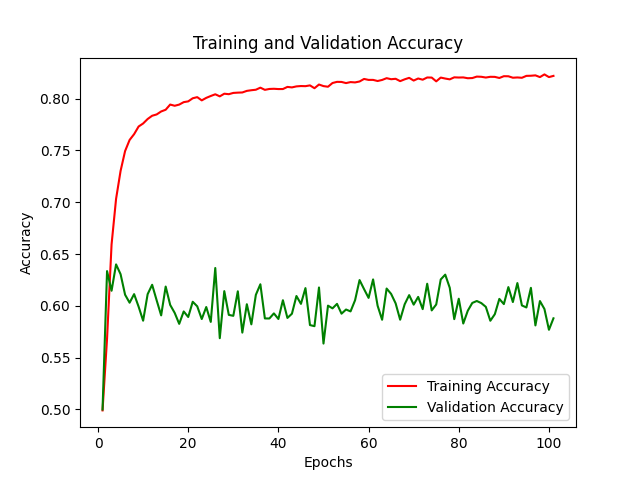 Training and Validation Accuracy
Accuracy
0.80
0.75
0.70
0.65
0.60
0.55
0.50
Training Accuracy
Validation Accuracy
0 20 40 60 80 100
Epochs